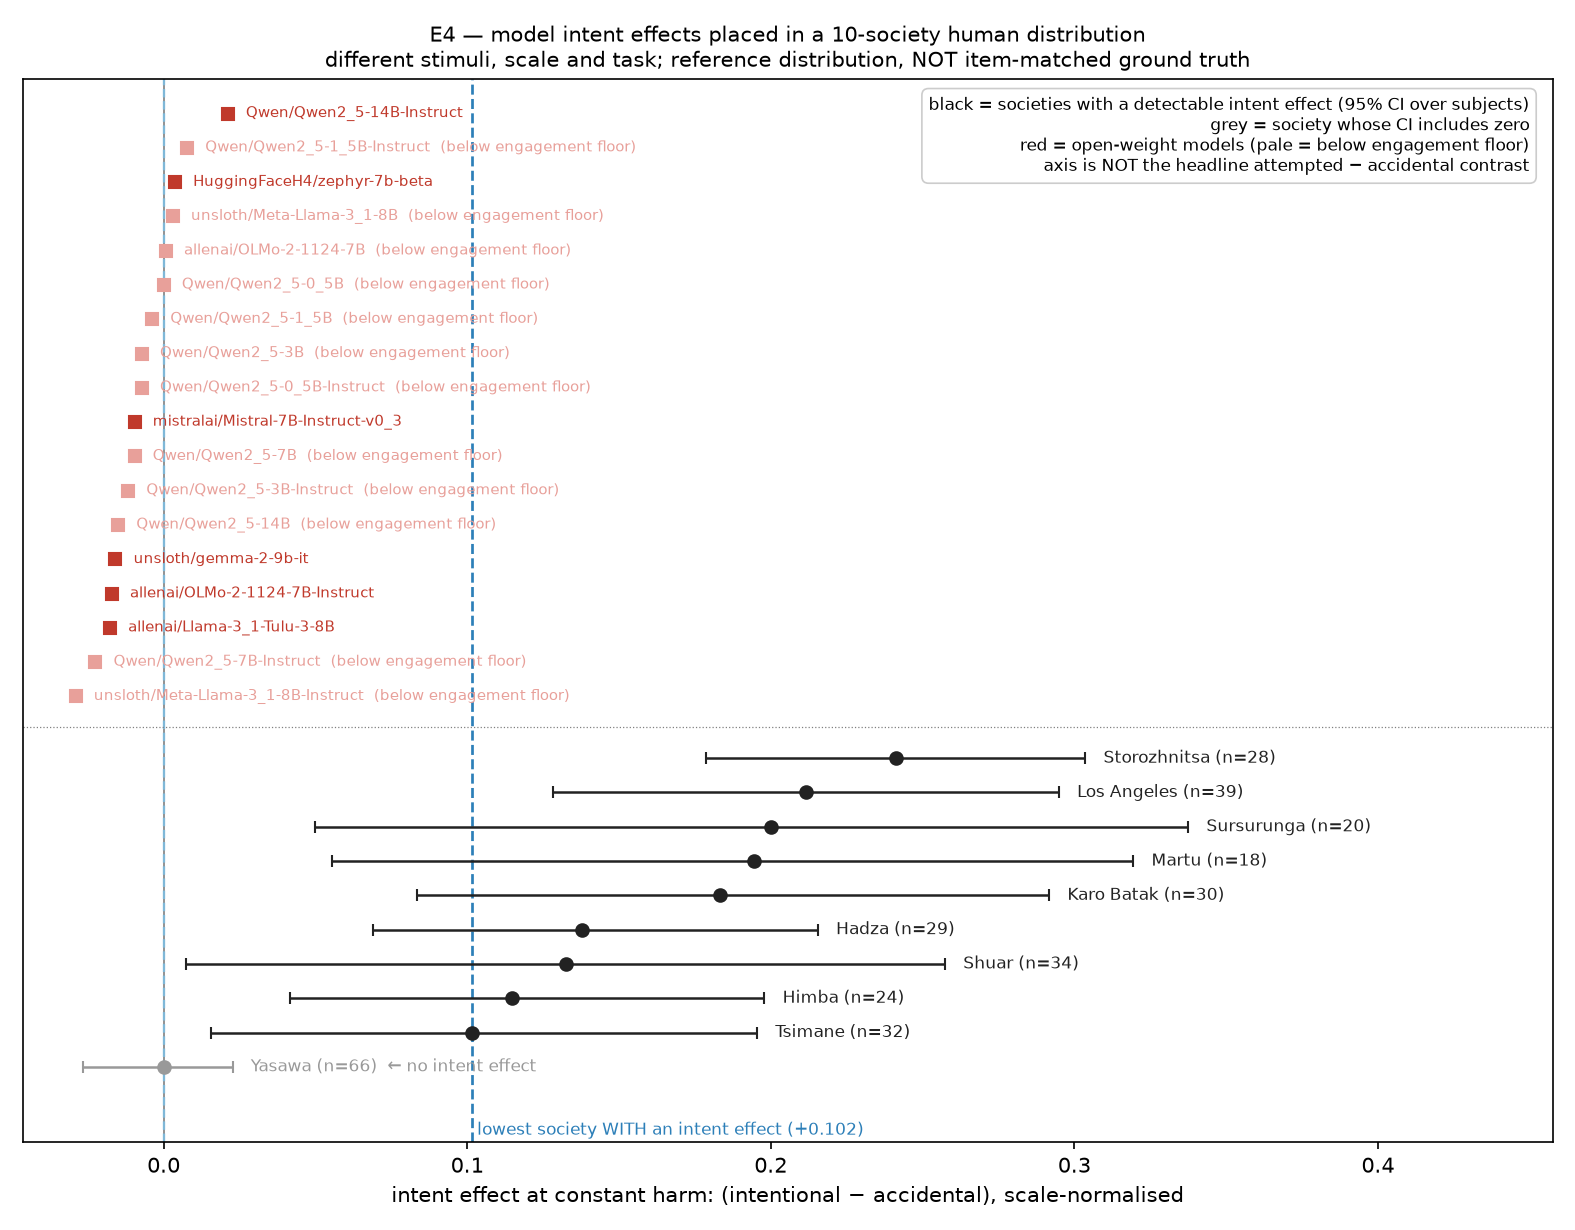 E4 — model intent effects placed in a 10-society human distribution
different stimuli, scale and task; reference distribution, NOT item-matched ground truth
black = societies with a detectable intent effect (95% CI over subjects)
grey = society whose CI includes zero
red = open-weight models (pale = below engagement floor)
axis is NOT the headline attempted − accidental contrast
Qwen/Qwen2_5-14B-Instruct
Qwen/Qwen2_5-1_5B-Instruct (below engagement floor)
HuggingFaceH4/zephyr-7b-beta
unsloth/Meta-Llama-3_1-8B (below engagement floor)
allenai/OLMo-2-1124-7B (below engagement floor)
Qwen/Qwen2_5-0_5B (below engagement floor)
Qwen/Qwen2_5-1_5B (below engagement floor)
Qwen/Qwen2_5-3B (below engagement floor)
Qwen/Qwen2_5-0_5B-Instruct (below engagement floor)
mistralai/Mistral-7B-Instruct-v0_3
Qwen/Qwen2_5-7B (below engagement floor)
Qwen/Qwen2_5-3B-Instruct (below engagement floor)
Qwen/Qwen2_5-14B (below engagement floor)
unsloth/gemma-2-9b-it
allenai/OLMo-2-1124-7B-Instruct
allenai/Llama-3_1-Tulu-3-8B
Qwen/Qwen2_5-7B-Instruct (below engagement floor)
unsloth/Meta-Llama-3_1-8B-Instruct (below engagement floor)
Storozhnitsa (n=28)
Los Angeles (n=39)
Sursurunga (n=20)
Martu (n=18)
Karo Batak (n=30)
Hadza (n=29)
Shuar (n=34)
Himba (n=24)
Tsimane (n=32)
Yasawa (n=66) ← no intent effect
lowest society WITH an intent effect (+0.102)
0.0 0.1 0.2 0.3 0.4
intent effect at constant harm: (intentional − accidental), scale-normalised